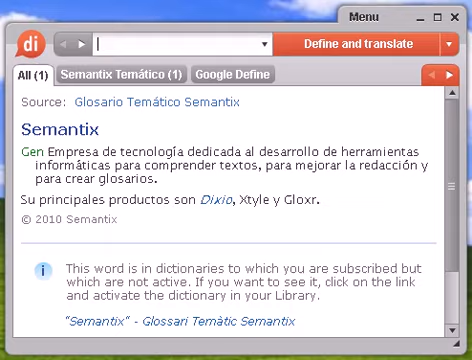 Menu
di
Define and translate
All (1)
Semantix Temático (1)
Google Define
Source: Glosario Temático Semantix
Semantix
Gen Empresa de tecnología dedicada al desarrollo de herramientas
informáticas para comprender textos, para mejorar la redacción y
para crear glosarios.
Su principales productos son Dixio, Xtyle y Gloxr.
© 2010 Semantix
i
This word is in dictionaries to which you are subscribed but
which are not active. If you want to see it, click on the link
and activate the dictionary in your Library.
"Semantix" - Glossari Temàtic Semantix